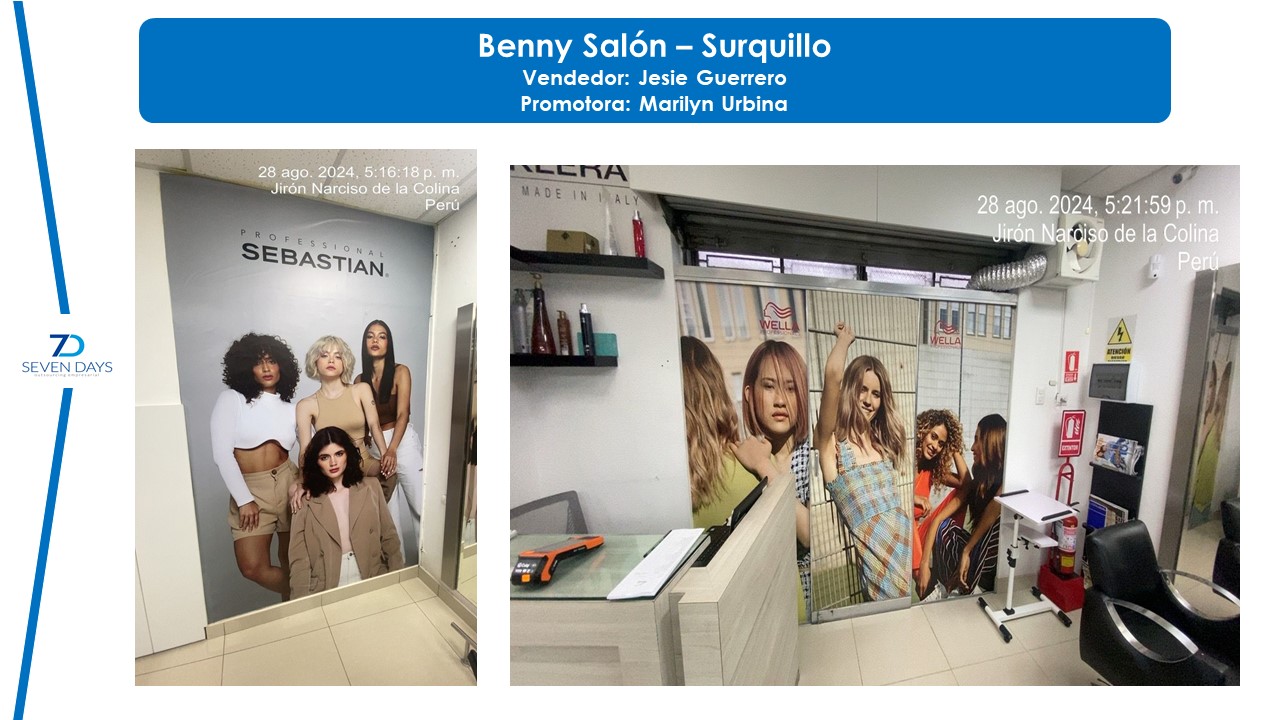 Benny Salón – Surquillo
Vendedor: Jesie Guerrero
Promotora: Marilyn Urbina
28 ago. 2024, 5:16:18 p. m.
Jirón Narciso de la Colina
Perú
PROFESSIONAL
SEBASTIAN
MADE IN ITALY
28 ago. 2024, 5:21:59 p. m.
Jirón Narciso de la Colina
Perú
WELLA
WELLA
ATENCIÓN
EXTINTOR
7D
SEVEN DAYS